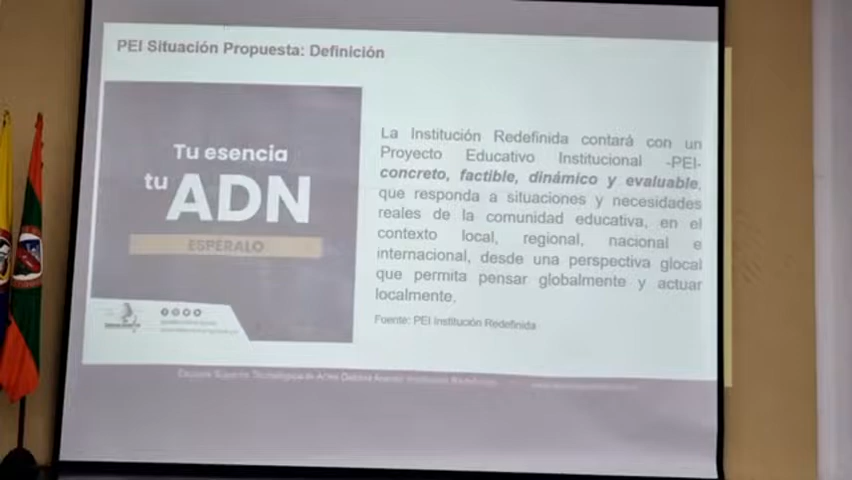 PEI Situación Propuesta: Definición
Tu esencia
tu ADN
ESPÉRALO
La Institución Redefinida contará con un
Proyecto Educativo Institucional -PEI-
concreto, factible, dinámico y evaluable,
que responda a situaciones y necesidades
reales de la comunidad educativa, en el
contexto local, regional, nacional e
internacional, desde una perspectiva glocal
que permita pensar globalmente y actuar
localmente.
Fuente: PEI Institución Redefinida